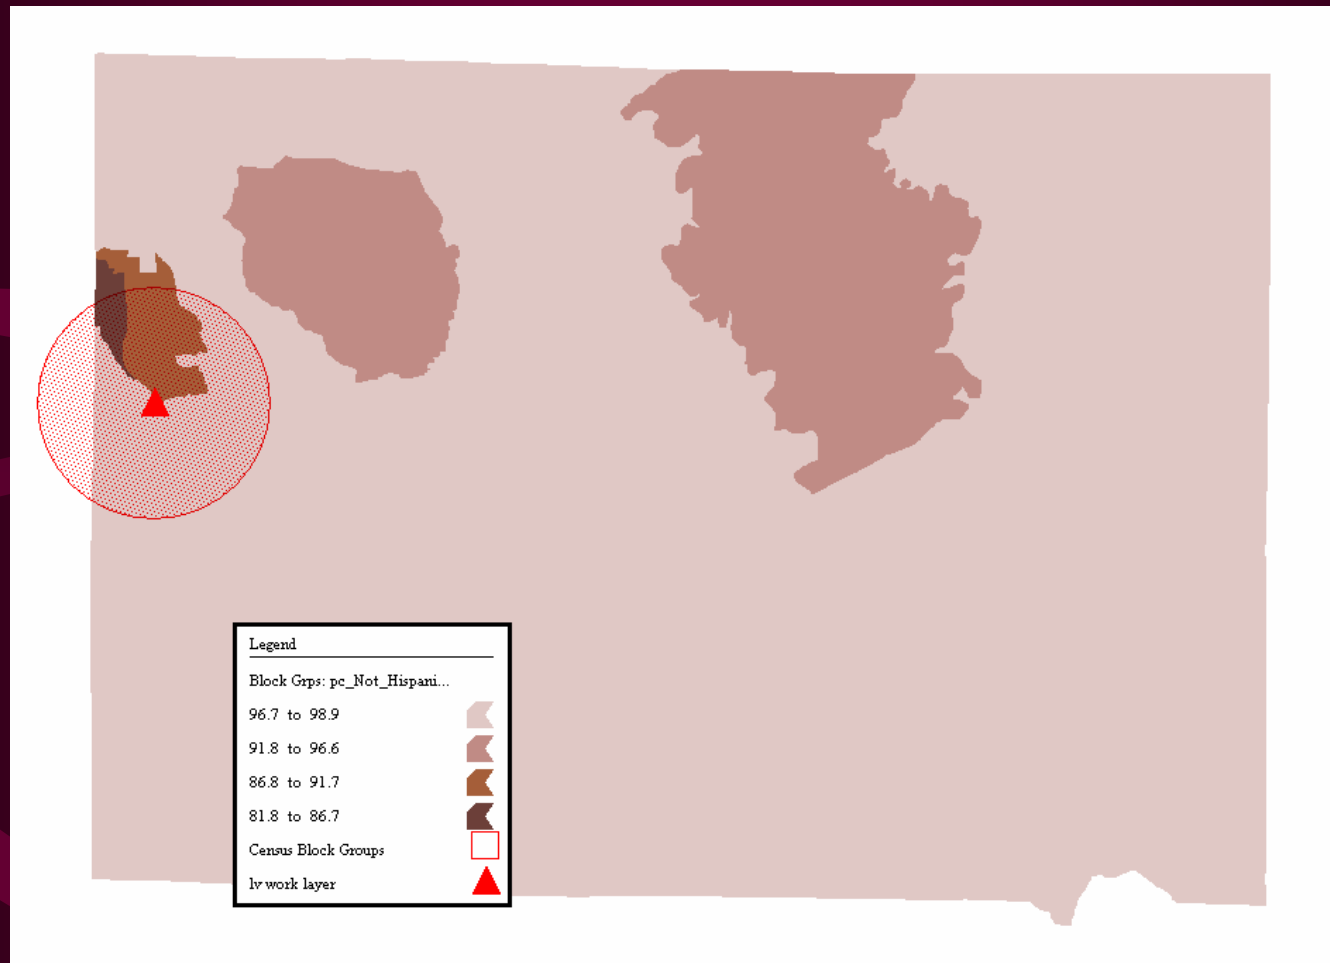 Legend
Block Grps: pc_Not_Hispani...
96.7 to 98.9
91.8 to 96.6
86.8 to 91.7
81.8 to 86.7
Census Block Groups
lv work layer